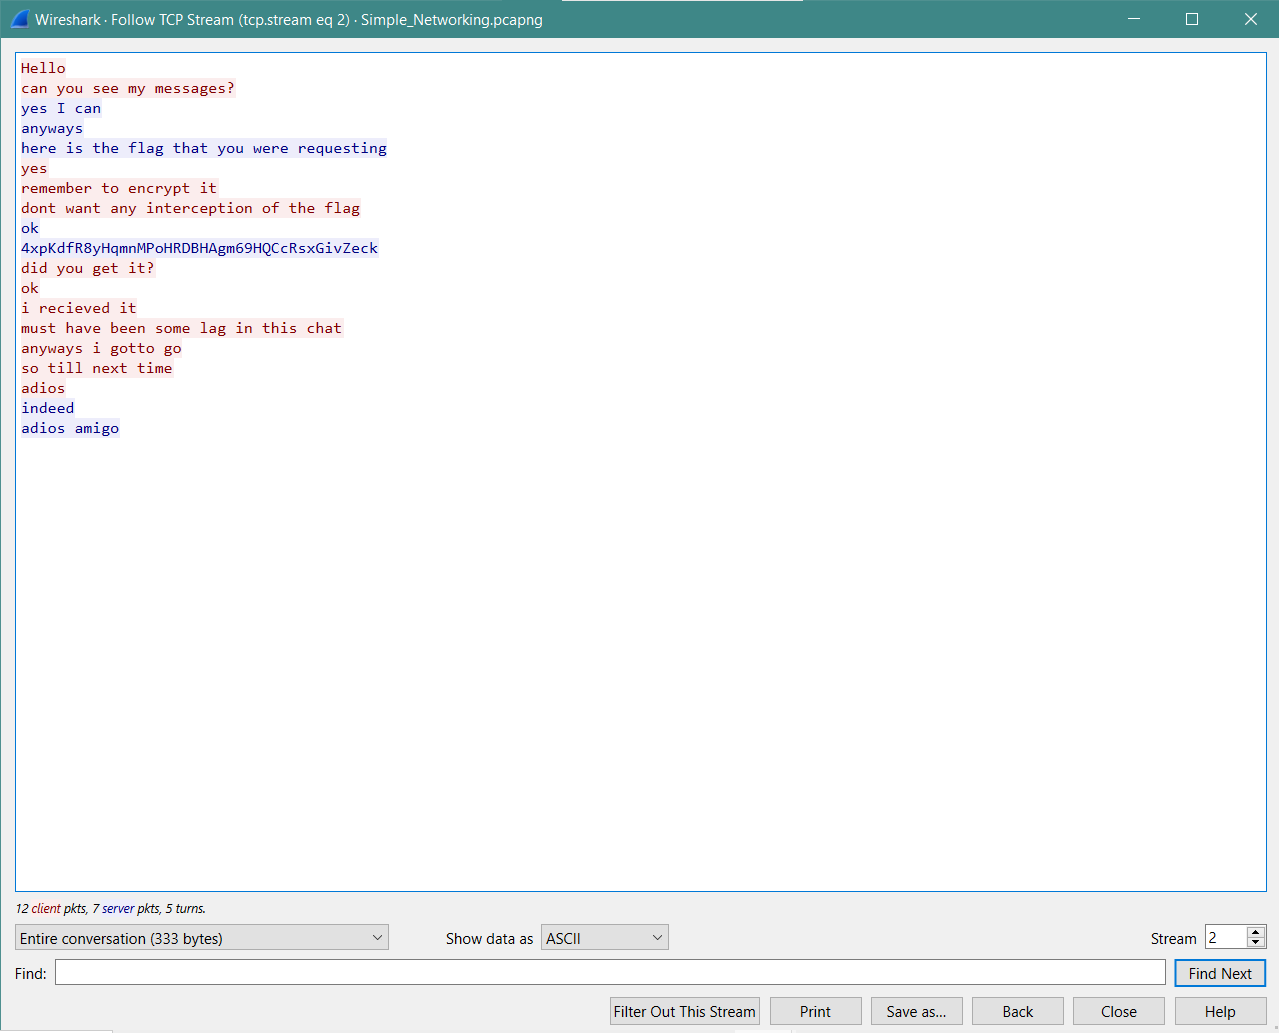 Wireshark · Follow TCP Stream (tcp.stream eq 2) · Simple_Networking.pcapng
Hello
can you see my messages?
yes I can
anyways
here is the flag that you were requesting
yes
remember to encrypt it
dont want any interception of the flag
ok
4xpKdfR8yHqmnMPoHRDBHAgm69HQCcRsxGivZeck
did you get it?
ok
i recieved it
must have been some lag in this chat
anyways i gotto go
so till next time
adios
indeed
adios amigo
12 client pkts, 7 server pkts, 5 turns.
Entire conversation (333 bytes) Show data as ASCII Stream 2
Find: Find Next
Filter Out This Stream Print Save as... Back Close Help